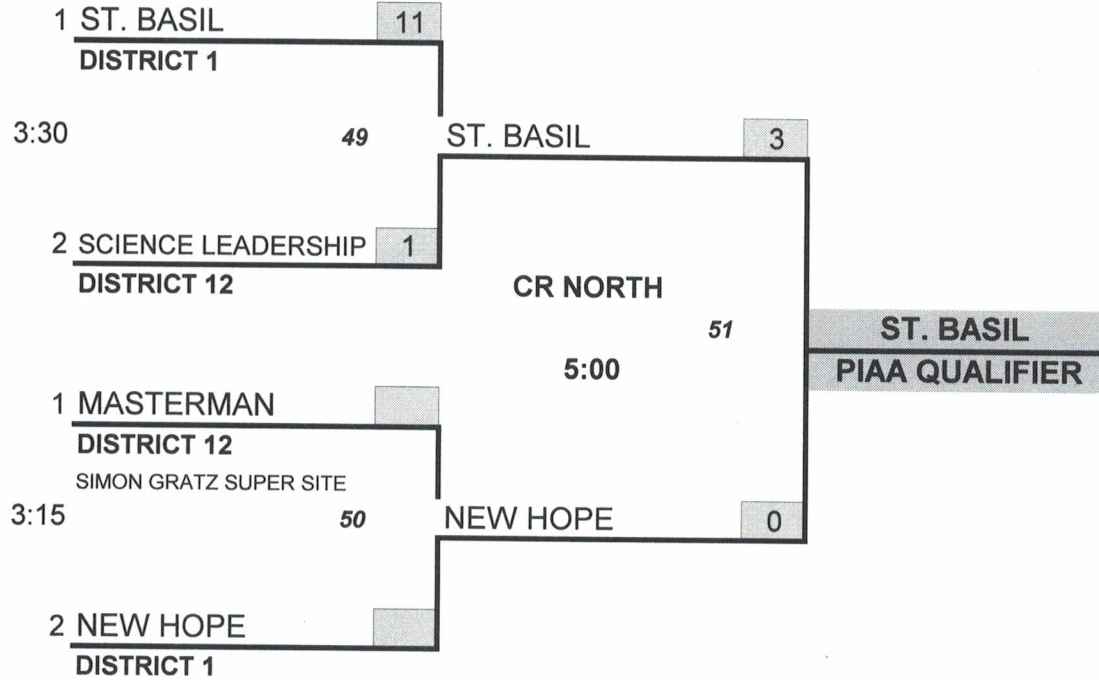 1 ST. BASIL 11
DISTRICT 1
3:30 49 ST. BASIL 3
2 SCIENCE LEADERSHIP 1
DISTRICT 12
CR NORTH
51
5:00
ST. BASIL
PIAA QUALIFIER
1 MASTERMAN
DISTRICT 12
SIMON GRATZ SUPER SITE
3:15 50 NEW HOPE 0
2 NEW HOPE
DISTRICT 1